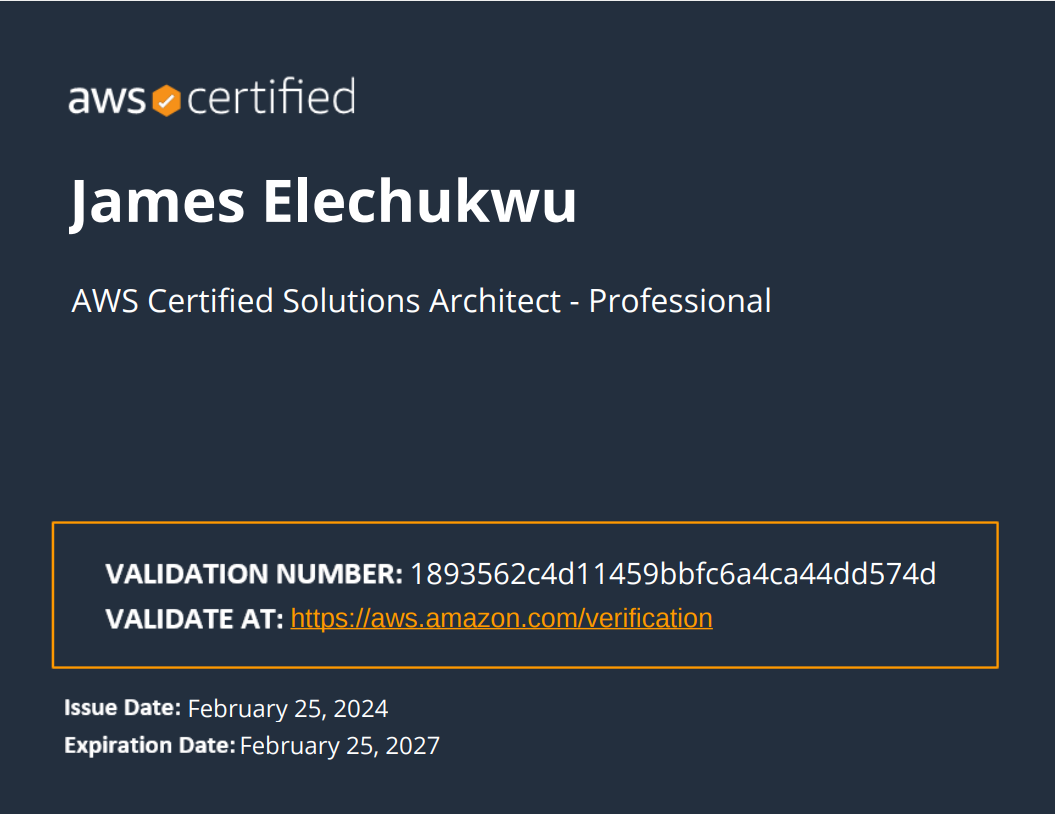 aws certified
James Elechukwu
AWS Certified Solutions Architect - Professional
VALIDATION NUMBER: 1893562c4d11459bbfc6a4ca44dd574d
VALIDATE AT: https://aws.amazon.com/verification
Issue Date: February 25, 2024
Expiration Date: February 25, 2027